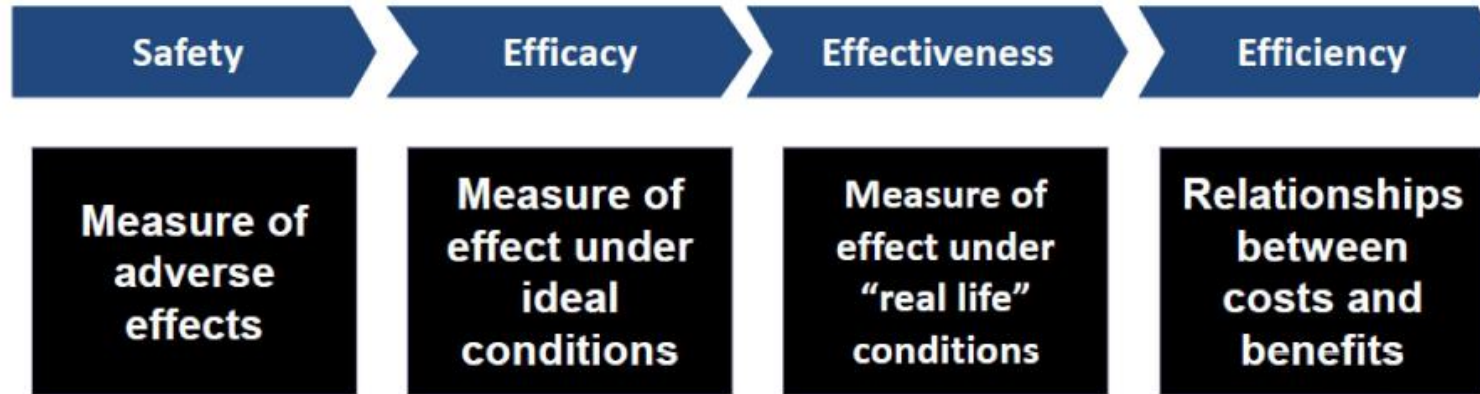 Safety
Efficacy
Effectiveness
Efficiency
Measure of
adverse
effects
Measure of
effect under
ideal
conditions
Measure of
effect under
“real life”
conditions
Relationships
between
costs and
benefits